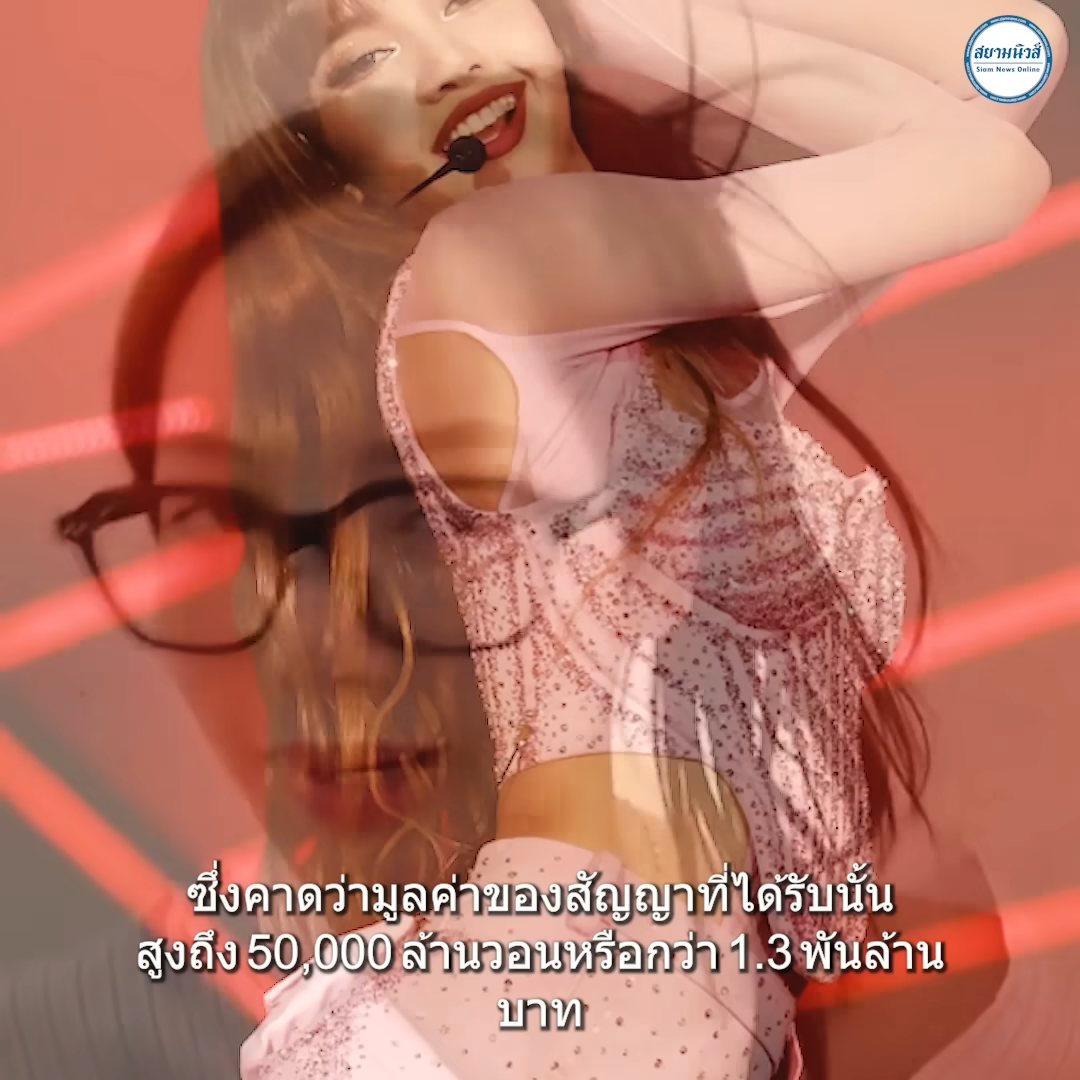 สยามนิวส์
Siam News Online
ซึ่งคาดว่ามูลค่าของสัญญาที่ได้รับนั้น
สูงถึง 50,000 ล้านวอนหรือกว่า 1.3 พันล้าน
บาท